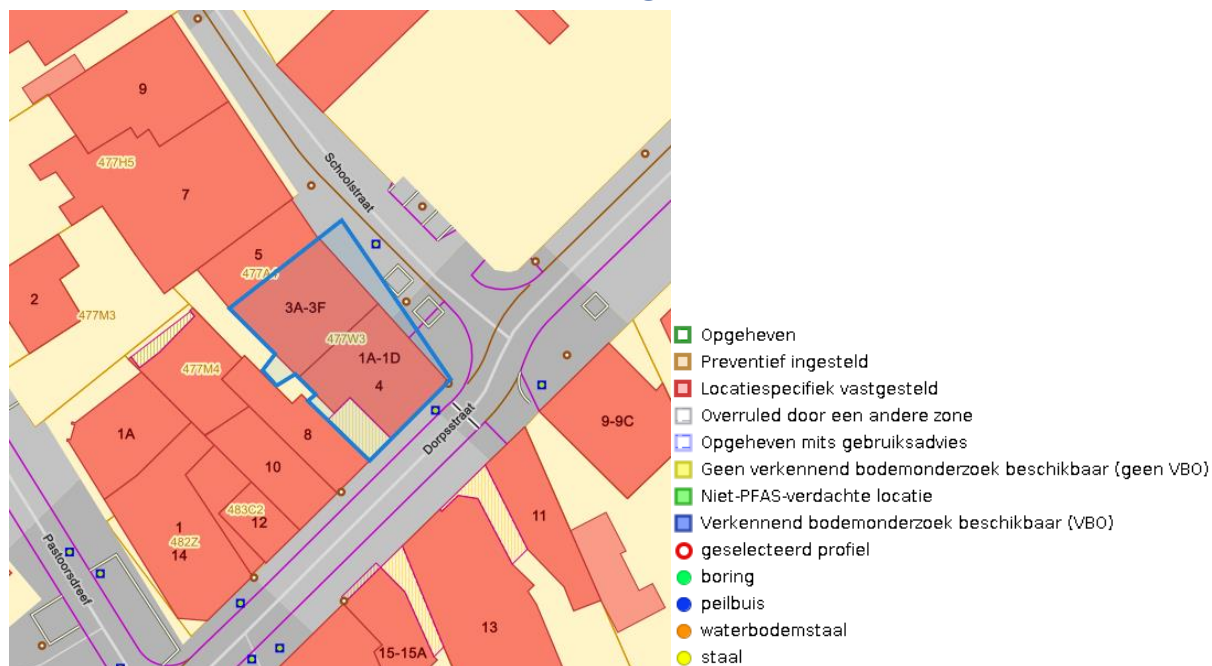 9
477H5
7
Schoolstraat
5
2
477M3
3A-3F
477W3
1A-1D
4
477M4
1A
8
10
Dorpsstraat
9-9C
483C2
12
1
482Z
14
11
Pastoorsdreef
13
15-15A
Opgeheven
Preventief ingesteld
Locatiespecifiek vastgesteld
Overruled door een andere zone
Opgeheven mits gebruiksadvies
Geen verkennend bodemonderzoek beschikbaar (geen VBO)
Niet-PFAS-verdachte locatie
Verkennend bodemonderzoek beschikbaar (VBO)
geselecteerd profiel
boring
peilbuis
waterbodemstaal
staal